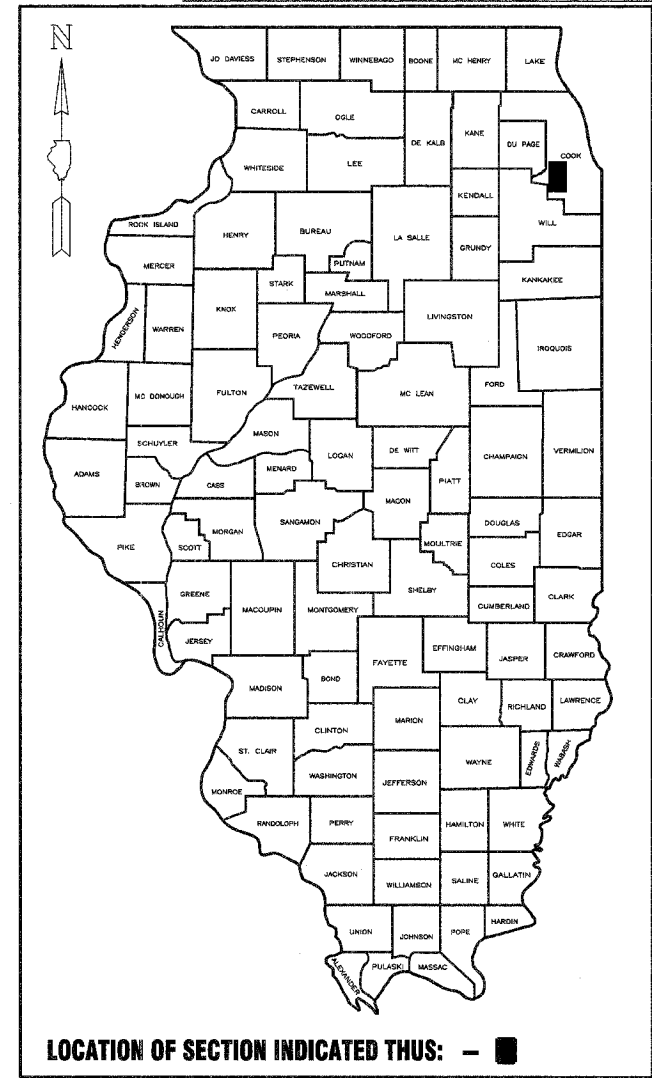 N
JO DAVIESS STEPHENSON WINNEBAGO BOONE MC HENRY LAKE
CARROLL OGLE DE KALB KANE DU PAGE COOK
WHITESIDE LEE KENDALL WILL
ROCK ISLAND HENRY BUREAU LA SALLE GRUNDY
MERCER PUTNAM KANKAKEE
STARK MARSHALL
HENDERSON WARREN KNOX PEORIA WOODFORD LIVINGSTON IROQUOIS
HANCOCK MC DONOUGH FULTON TAZEWELL MC LEAN FORD
SCHUYLER MASON LOGAN DE WITT CHAMPAIGN VERMILION
ADAMS BROWN CASS MENARD MACON PIATT
PIKE SCOTT MORGAN SANGAMON MOULTRIE DOUGLAS EDGAR
CHRISTIAN COLES
GREENE MACOUPIN MONTGOMERY SHELBY CUMBERLAND CLARK
CALHOUN JERSEY
MADISON BOND FAYETTE EFFINGHAM JASPER CRAWFORD
CLINTON MARION CLAY RICHLAND LAWRENCE
ST. CLAIR WASHINGTON JEFFERSON WAYNE EDWARDS WABASH
MONROE
RANDOLPH PERRY FRANKLIN HAMILTON WHITE
JACKSON WILLIAMSON SALINE GALLATIN
UNION JOHNSON POPE HARDIN
ALEXANDER PULASKI MASSAC
LOCATION OF SECTION INDICATED THUS: –